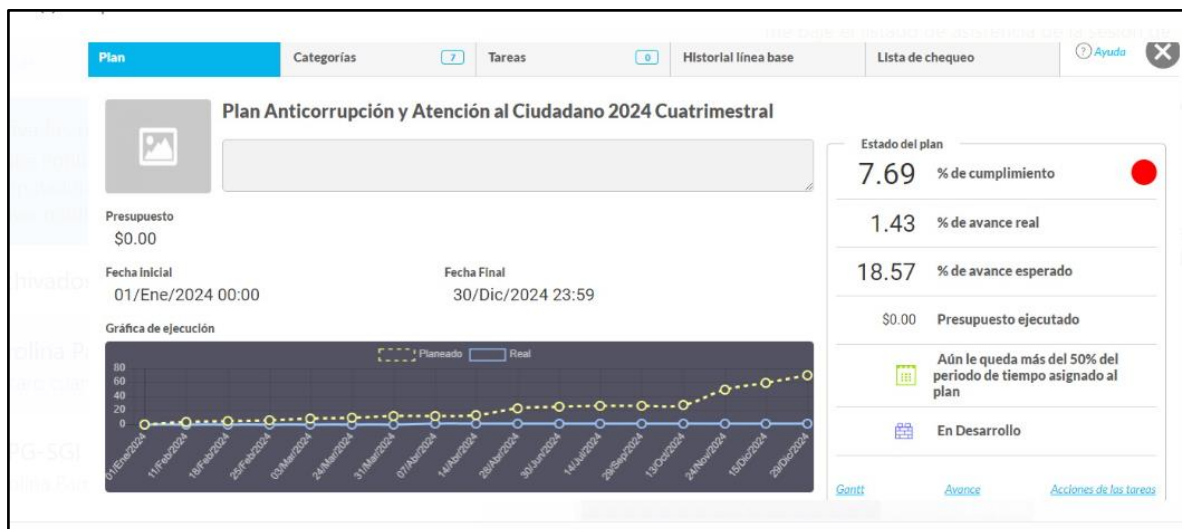 Plan
Categorías 7
Tareas 0
Historial línea base
Lista de chequeo
? Ayuda
Plan Anticorrupción y Atención al Ciudadano 2024 Cuatrimestral
Presupuesto
$0.00
Fecha Inicial
01/Ene/2024 00:00
Fecha Final
30/Dic/2024 23:59
Gráfica de ejecución
Planeado Real
80
60
40
20
0
01/Ene/2024
11/Feb/2024
18/Feb/2024
25/Feb/2024
03/Mar/2024
24/Mar/2024
31/Mar/2024
07/Abr/2024
14/Abr/2024
28/Abr/2024
30/Jun/2024
14/Jul/2024
29/Sep/2024
13/Oct/2024
24/Nov/2024
15/Dic/2024
29/Dic/2024
Estado del plan
7.69 % de cumplimiento
1.43 % de avance real
18.57 % de avance esperado
$0.00 Presupuesto ejecutado
Aún le queda más del 50% del
periodo de tiempo asignado al
plan
En Desarrollo
Gantt Avance Acciones de las tareas